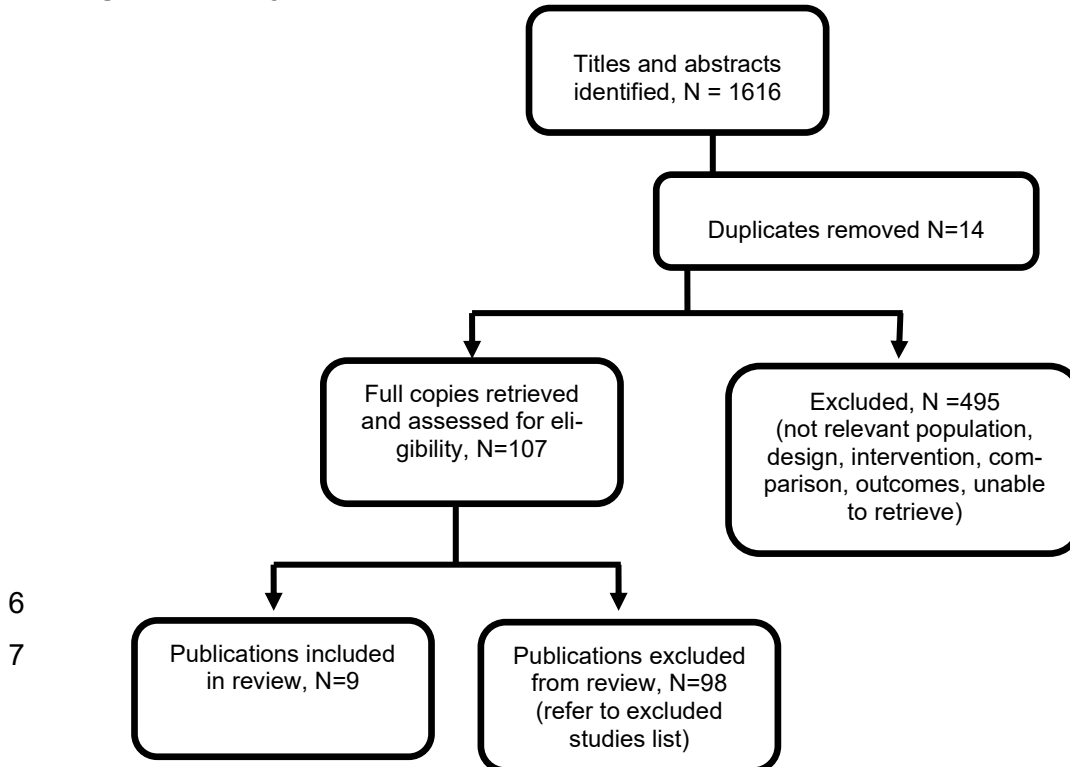 Titles and abstracts
identified, N = 1616
Duplicates removed N=14
Full copies retrieved
and assessed for eli-
gibility, N=107
Excluded, N =495
(not relevant population,
design, intervention, com-
parison, outcomes, unable
to retrieve)
6
7
Publications included
in review, N=9
Publications excluded
from review, N=98
(refer to excluded
studies list)